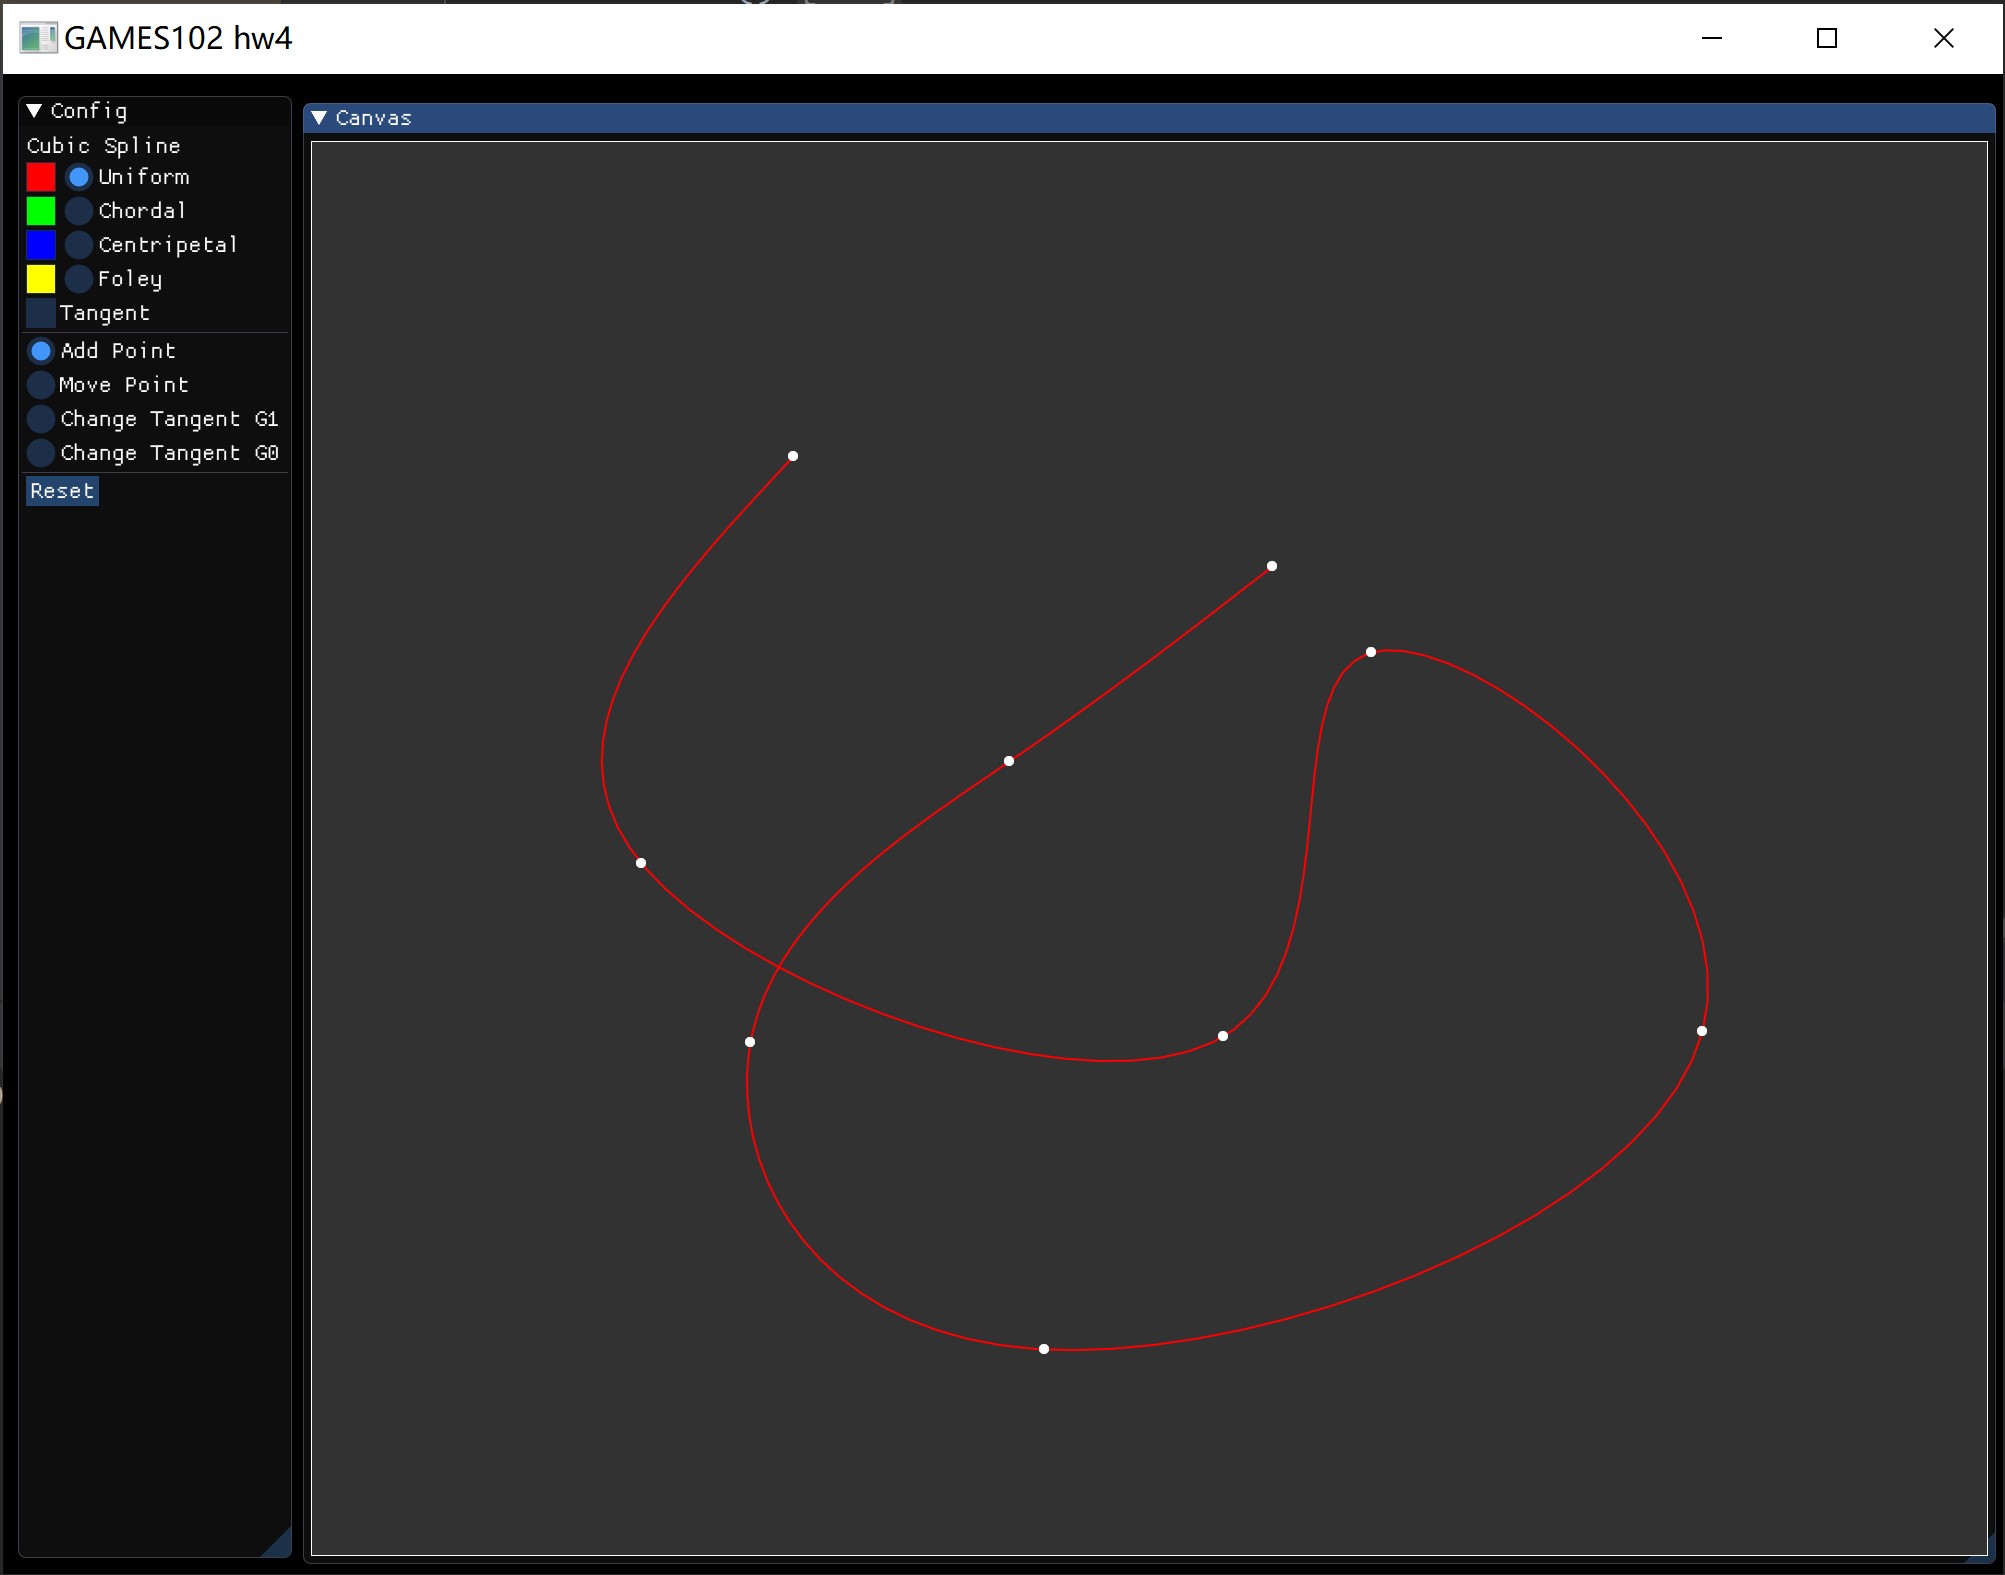 GAMES102 hw4
Config
Cubic Spline
Uniform
Chordal
Centripetal
Foley
Tangent
Add Point
Move Point
Change Tangent G1
Change Tangent G0
Reset
Canvas